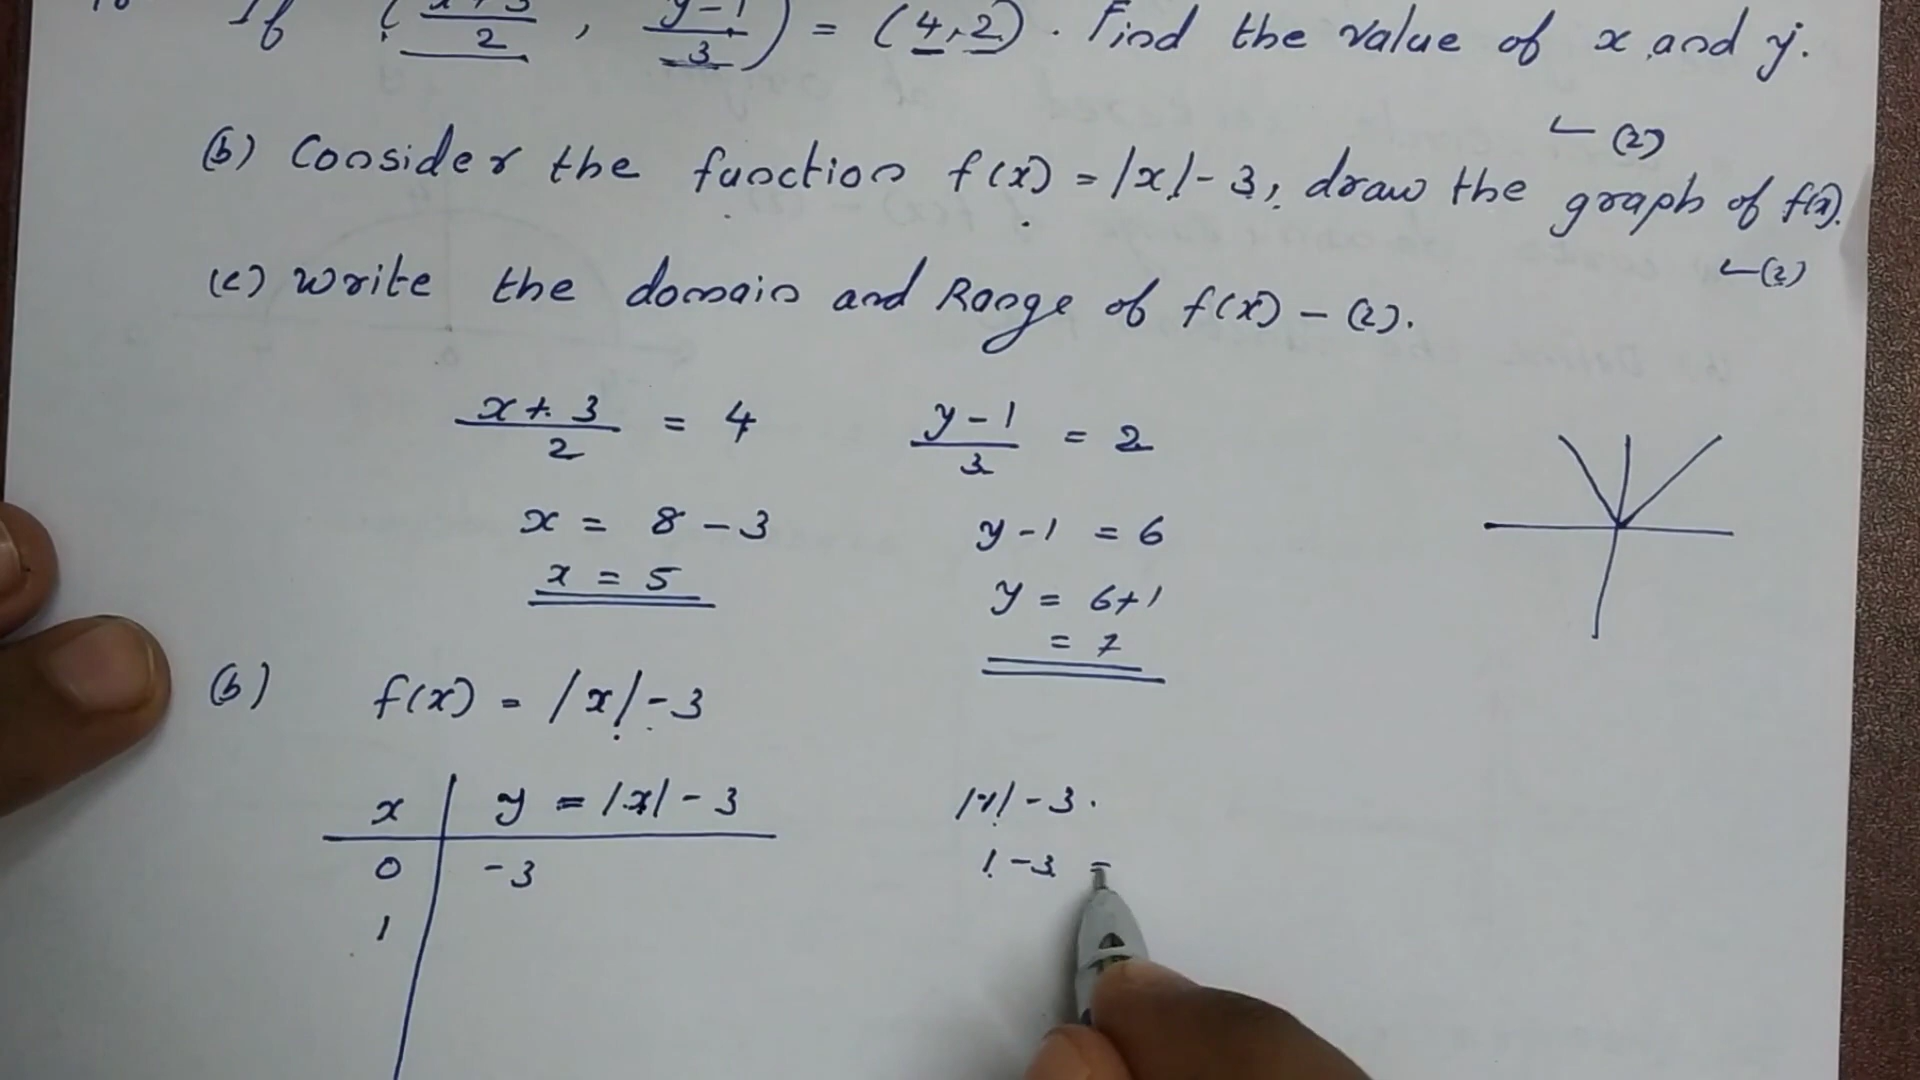 If (x+3/2 , y-1/3) = (4,2). Find the value of x and y.
← (2)
(b) Consider the function f(x) = |x|-3, draw the graph of f(x).
← (2)
(c) Write the domain and Range of f(x) - (2).
x+3/2 = 4
x = 8 - 3
x = 5
y-1/3 = 2
y-1 = 6
y = 6+1
= 7
(b) f(x) = |x|-3
x | y = |x| - 3
0 | -3
1
|1| - 3.
1 - 3 =